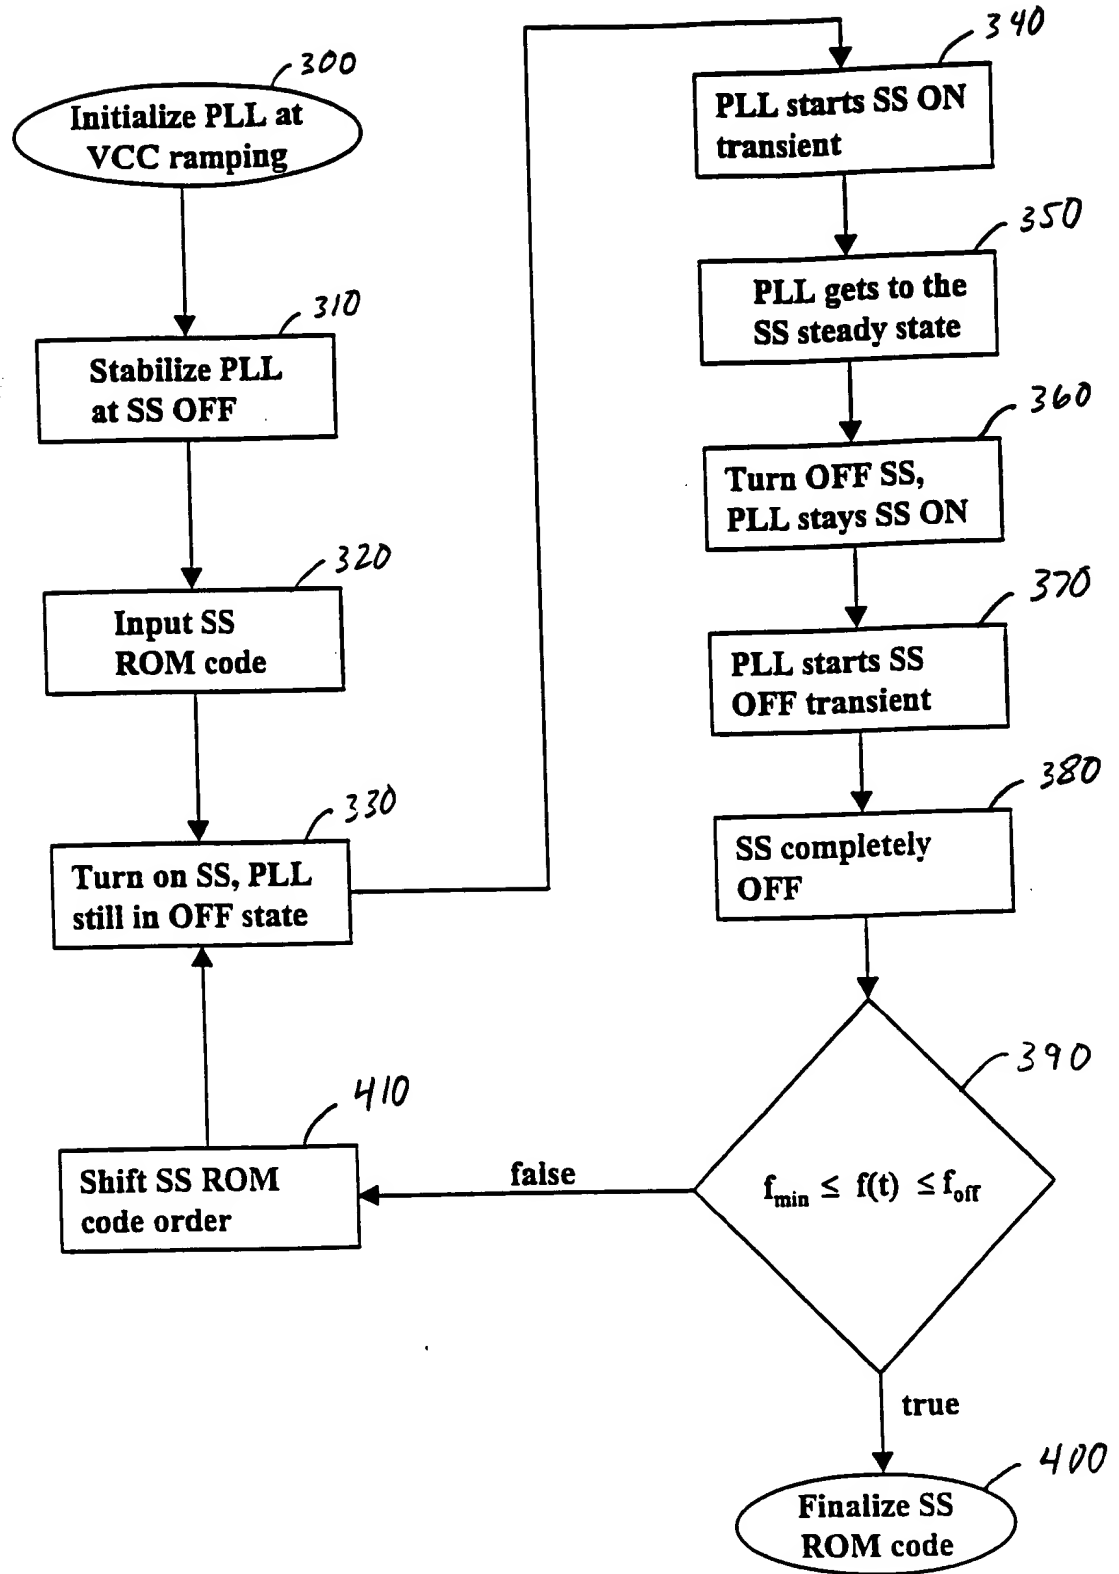 300
Initialize PLL at
VCC ramping
310
Stabilize PLL
at SS OFF
320
Input SS
ROM code
330
Turn on SS, PLL
still in OFF state
340
PLL starts SS ON
transient
350
PLL gets to the
SS steady state
360
Turn OFF SS,
PLL stays SS ON
370
PLL starts SS
OFF transient
380
SS completely
OFF
390
f_min ≤ f(t) ≤ f_off
false
410
Shift SS ROM
code order
true
400
Finalize SS
ROM code